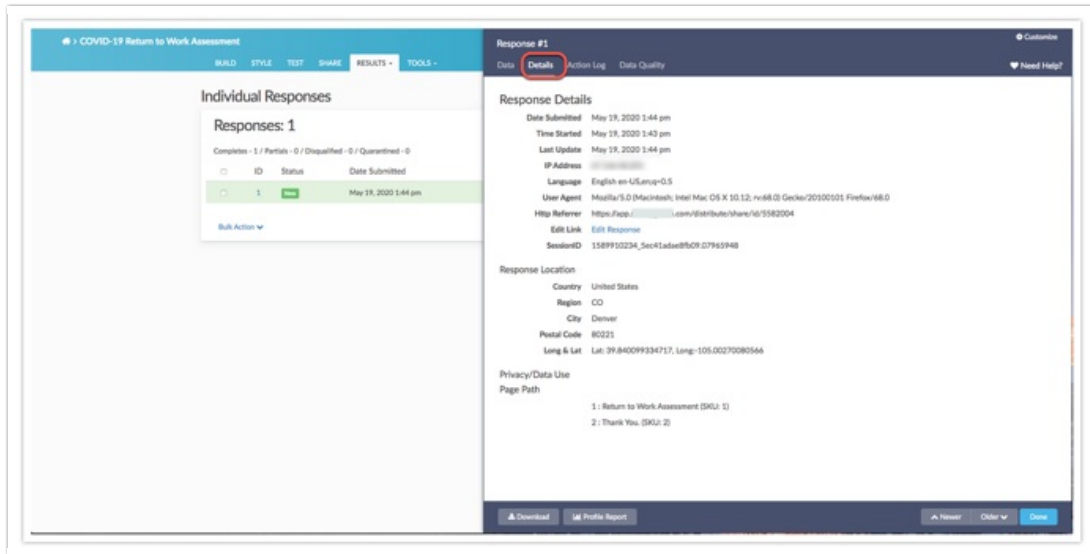 > COVID-19 Return to Work Assessment
BUILD STYLE TEST SHARE RESULTS TOOLS
Individual Responses
Responses: 1
Completes - 1 / Partials - 0 / Disqualified - 0 / Quarantined - 0
ID Status Date Submitted
1 New May 19, 2020 1:44 pm
Bulk Action
Response #1
Customize
Data Details Action Log Data Quality
Need Help?
Response Details
Date Submitted May 19, 2020 1:44 pm
Time Started May 19, 2020 1:43 pm
Last Update May 19, 2020 1:44 pm
IP Address
Language English en-US,en;q=0.5
User Agent Mozilla/5.0 (Macintosh; Intel Mac OS X 10.12; rv:68.0) Gecko/20100101 Firefox/68.0
Http Referrer https://app. .com/distribute/share/id/5582004
Edit Link Edit Response
SessionID 1589910234_5ec41adae8fb09.07965948
Response Location
Country United States
Region CO
City Denver
Postal Code 80221
Long & Lat Lat: 39.840099334717, Long:-105.00270080566
Privacy/Data Use
Page Path
1 : Return to Work Assessment (SKU: 1)
2 : Thank You. (SKU: 2)
Download Profile Report
Newer Older Done